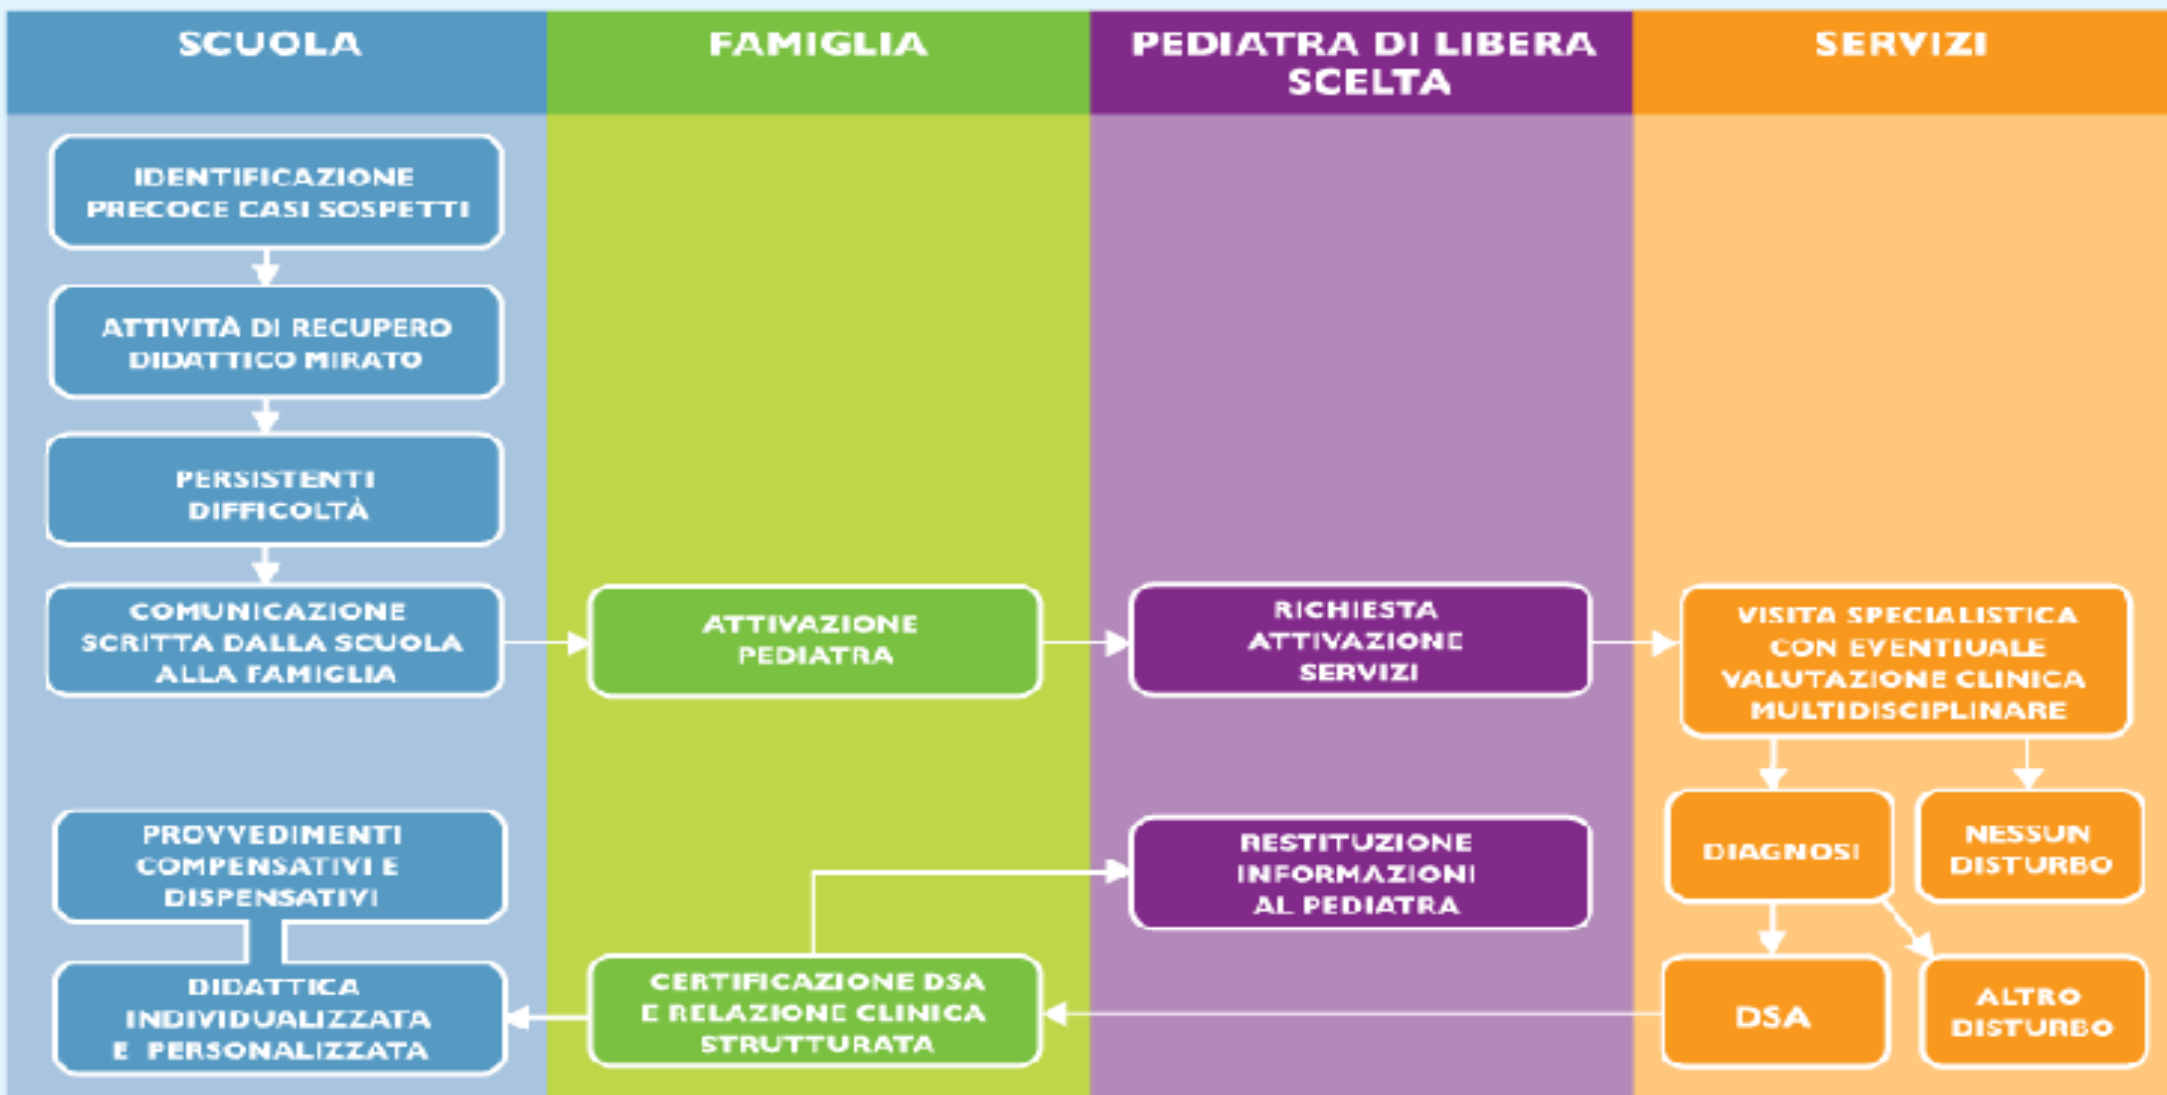 SCUOLA
FAMIGLIA
PEDIATRA DI LIBERA
SCELTA
SERVIZI
IDENTIFICAZIONE
PRECOCE CASI SOSPETTI
ATTIVITÀ DI RECUPERO
DIDATTICO MIRATO
PERSISTENTI
DIFFICOLTÀ
COMUNICAZIONE
SCRITTA DALLA SCUOLA
ALLA FAMIGLIA
ATTIVAZIONE
PEDIATRA
RICHIESTA
ATTIVAZIONE
SERVIZI
VISITA SPECIALISTICA
CON EVENTIUALE
VALUTAZIONE CLINICA
MULTIDISCIPLINARE
PROVVEDIMENTI
COMPENSATIVI E
DISPENSATIVI
RESTITUZIONE
INFORMAZIONI
AL PEDIATRA
DIAGNOSI
NESSUN
DISTURBO
DIDATTICA
INDIVIDUALIZZATA
E PERSONALIZZATA
CERTIFICAZIONE DSA
E RELAZIONE CLINICA
STRUTTURATA
DSA
ALTRO
DISTURBO